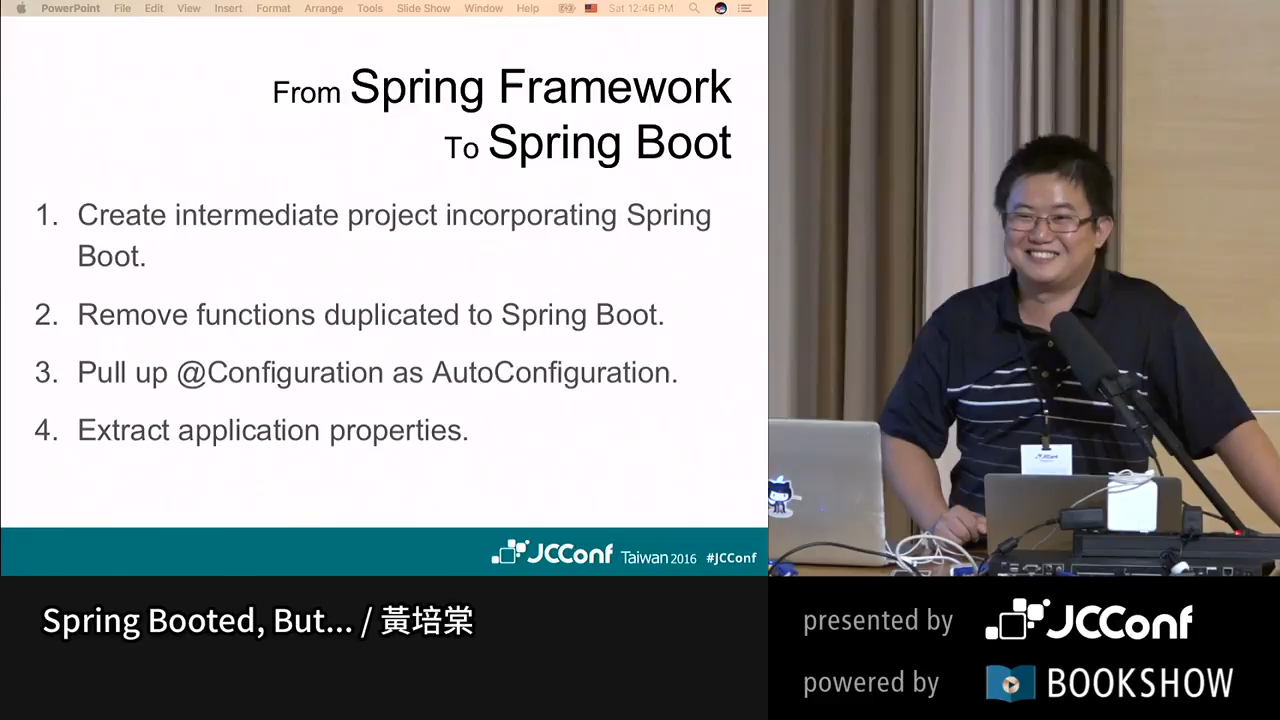 PowerPoint File Edit View Insert Format Arrange Tools Slide Show Window Help Sat 12:46 PM
From Spring Framework
To Spring Boot
1. Create intermediate project incorporating Spring
Boot.
2. Remove functions duplicated to Spring Boot.
3. Pull up @Configuration as AutoConfiguration.
4. Extract application properties.
JCConf Taiwan 2016 #JCConf
JCConf
Spring Booted, But... / 黃培棠
presented by JCConf
powered by BOOKSHOW